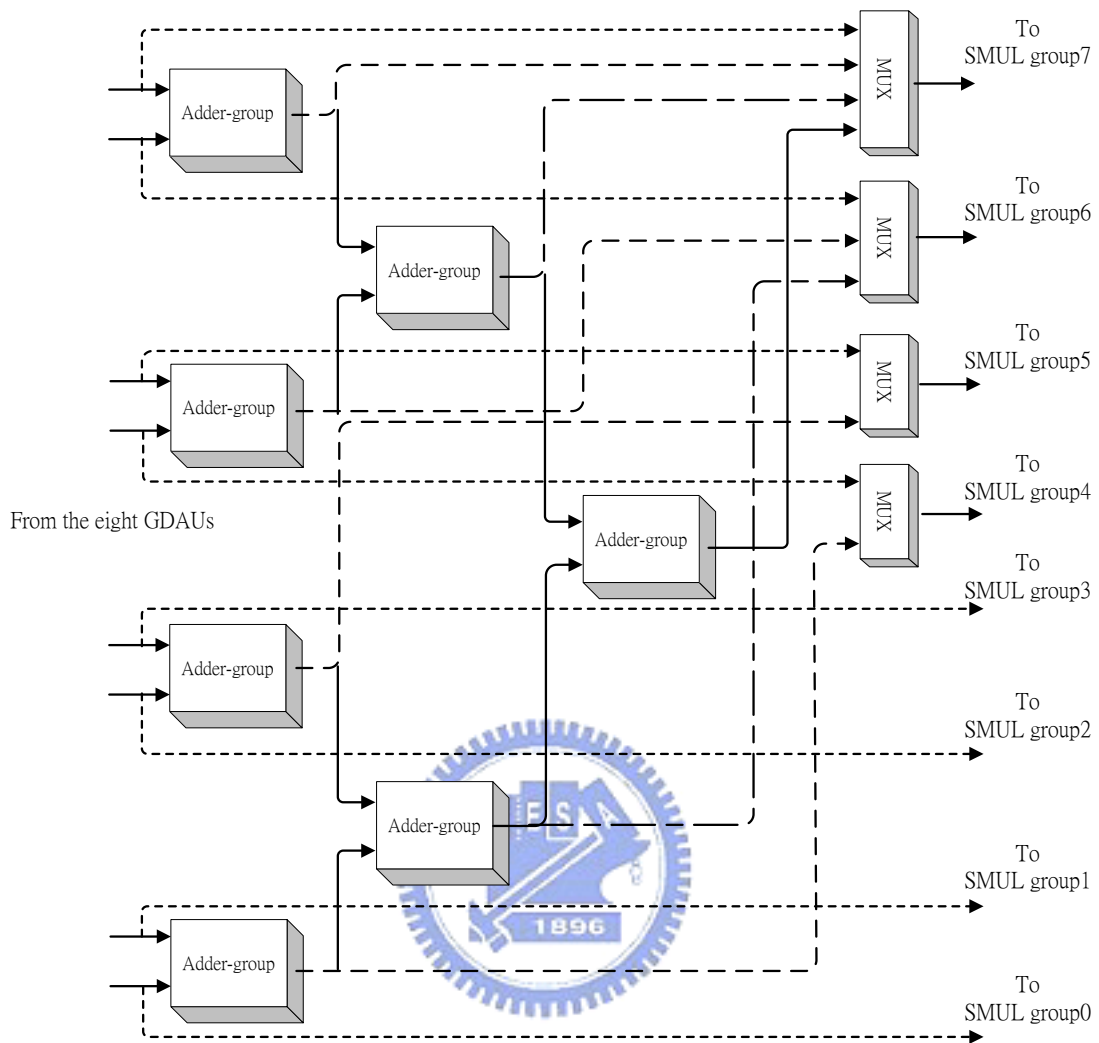 To
SMUL group7
MUX
Adder-group
To
SMUL group6
MUX
Adder-group
To
SMUL group5
MUX
Adder-group
To
SMUL group4
MUX
From the eight GDAUs
Adder-group
To
SMUL group3
Adder-group
To
SMUL group2
ES
A
Adder-group
To
SMUL group1
1896
Adder-group
To
SMUL group0